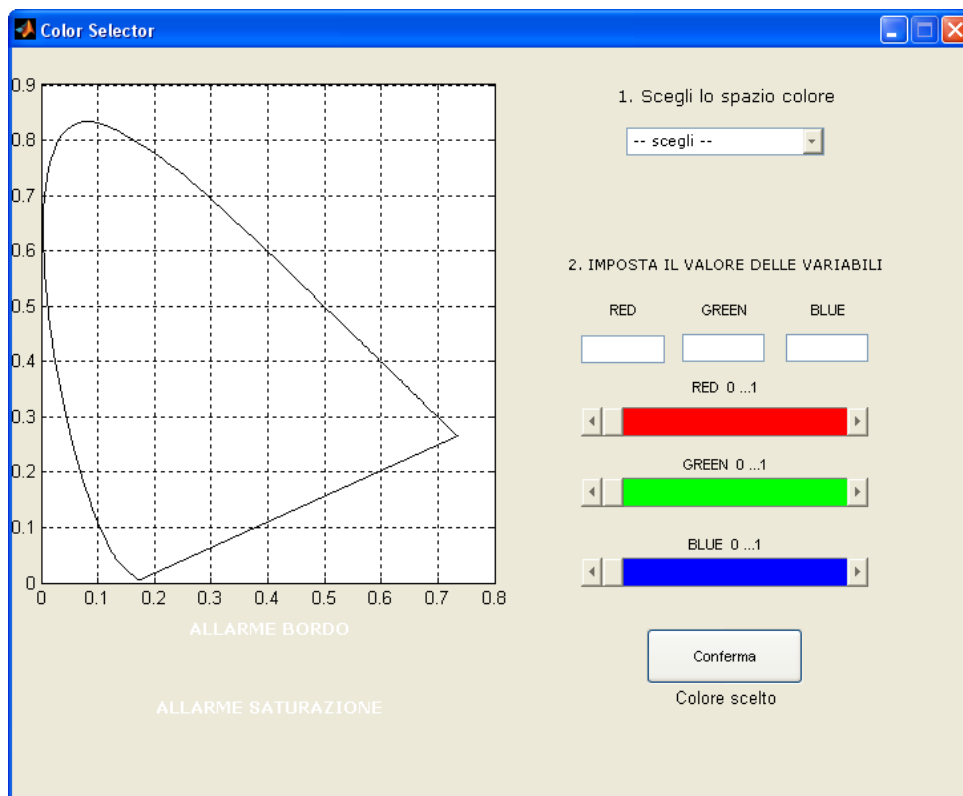 Color Selector
0.9
0.8
0.7
0.6
0.5
0.4
0.3
0.2
0.1
0
0 0.1 0.2 0.3 0.4 0.5 0.6 0.7 0.8
ALLARME BORDO
ALLARME SATURAZIONE
1. Scegli lo spazio colore
-- scegli --
2. IMPOSTA IL VALORE DELLE VARIABILI
RED GREEN BLUE
RED 0 ...1
GREEN 0 ...1
BLUE 0 ...1
Conferma
Colore scelto